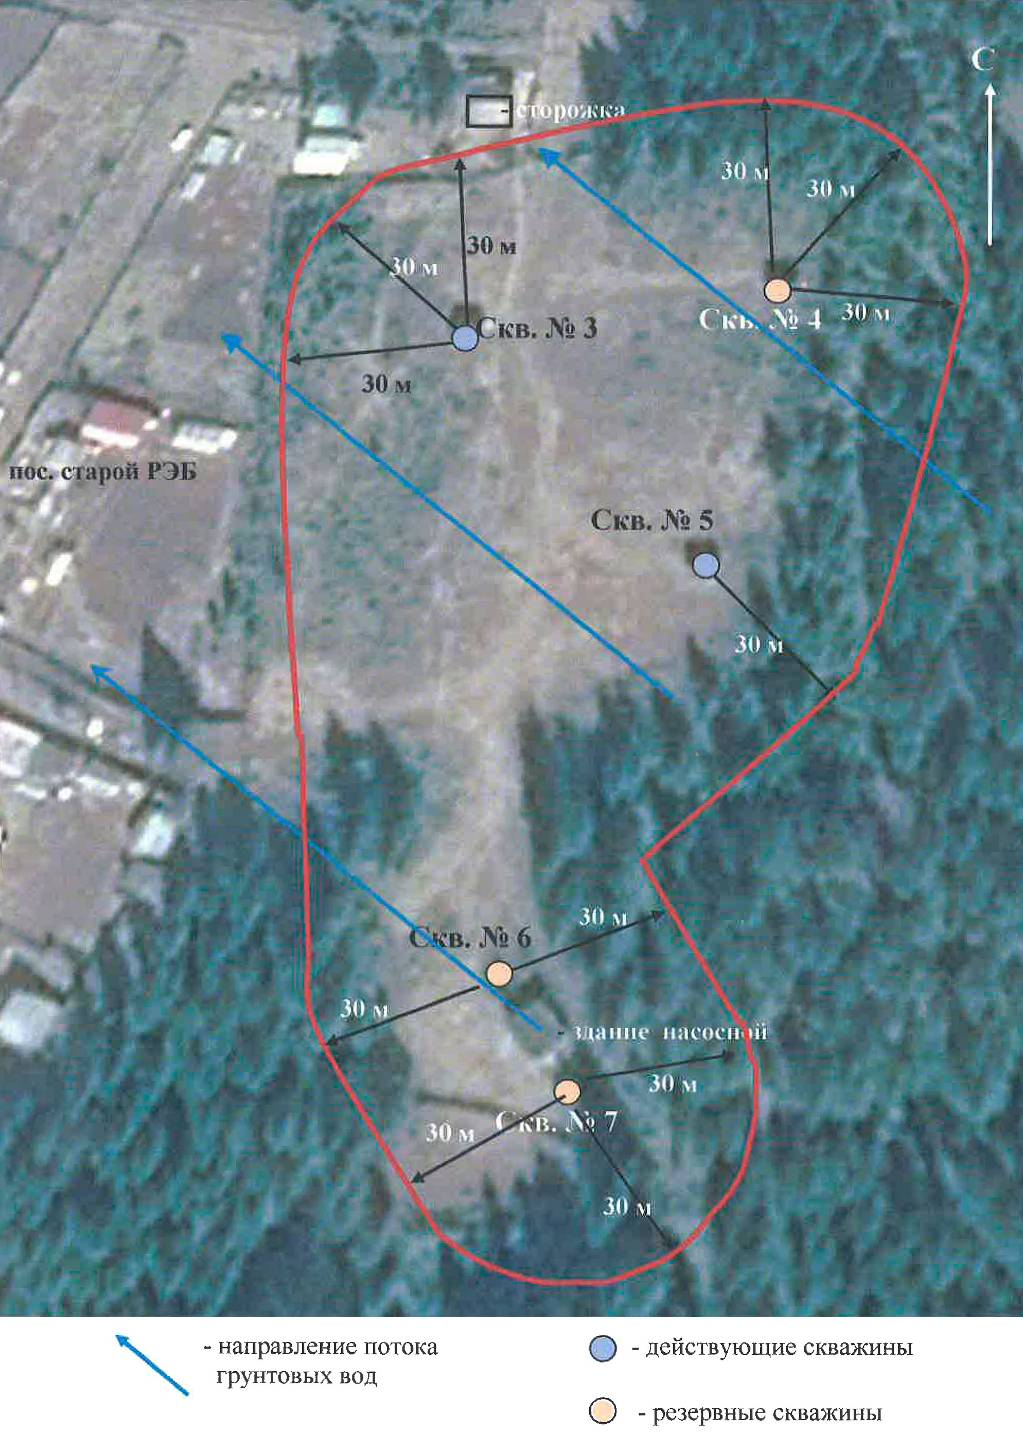 С
- сторожка
30 м
30 м
30 м
30 м
Скв. № 4
30 м
Скв. № 3
30 м
пос. старой РЭБ
Скв. № 5
30 м
30 м
Скв. № 6
30 м
- здание насосной
30 м
Скв. № 7
30 м
30 м
- направление потока
грунтовых вод
- действующие скважины
- резервные скважины